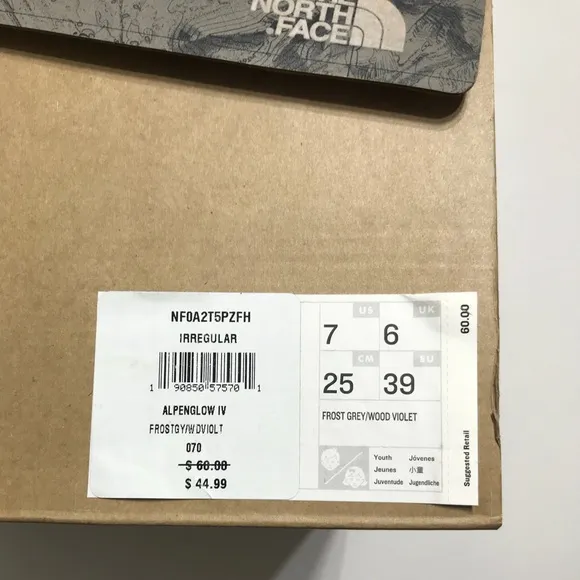 NORTH
FACE
NF0A2T5PZFH
IRREGULAR
1 90850 57570 1
ALPENGLOW IV
FROSTGY/WDVIOLT
070
$ 60.00
$ 44.99
US
7
UK
6
CM
25
EU
39
FROST GREY/WOOD VIOLET
Youth Jóvenes
Jeunes 小童
Juventude Jugendliche
60.00
Suggested Retail